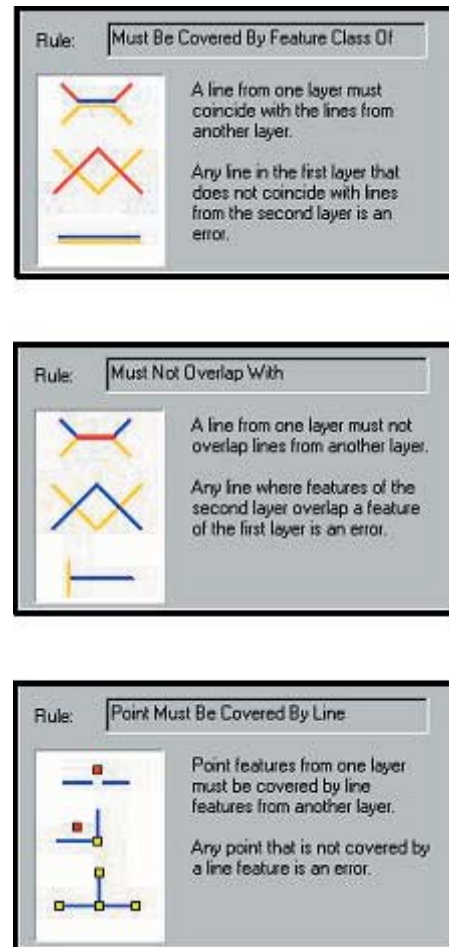 Rule: Must Be Covered By Feature Class Of
A line from one layer must
coincide with the lines from
another layer.
Any line in the first layer that
does not coincide with lines
from the second layer is an
error.
Rule: Must Not Overlap With
A line from one layer must not
overlap lines from another layer.
Any line where features of the
second layer overlap a feature
of the first layer is an error.
Rule: Point Must Be Covered By Line
Point features from one layer
must be covered by line
features from another layer.
Any point that is not covered by
a line feature is an error.